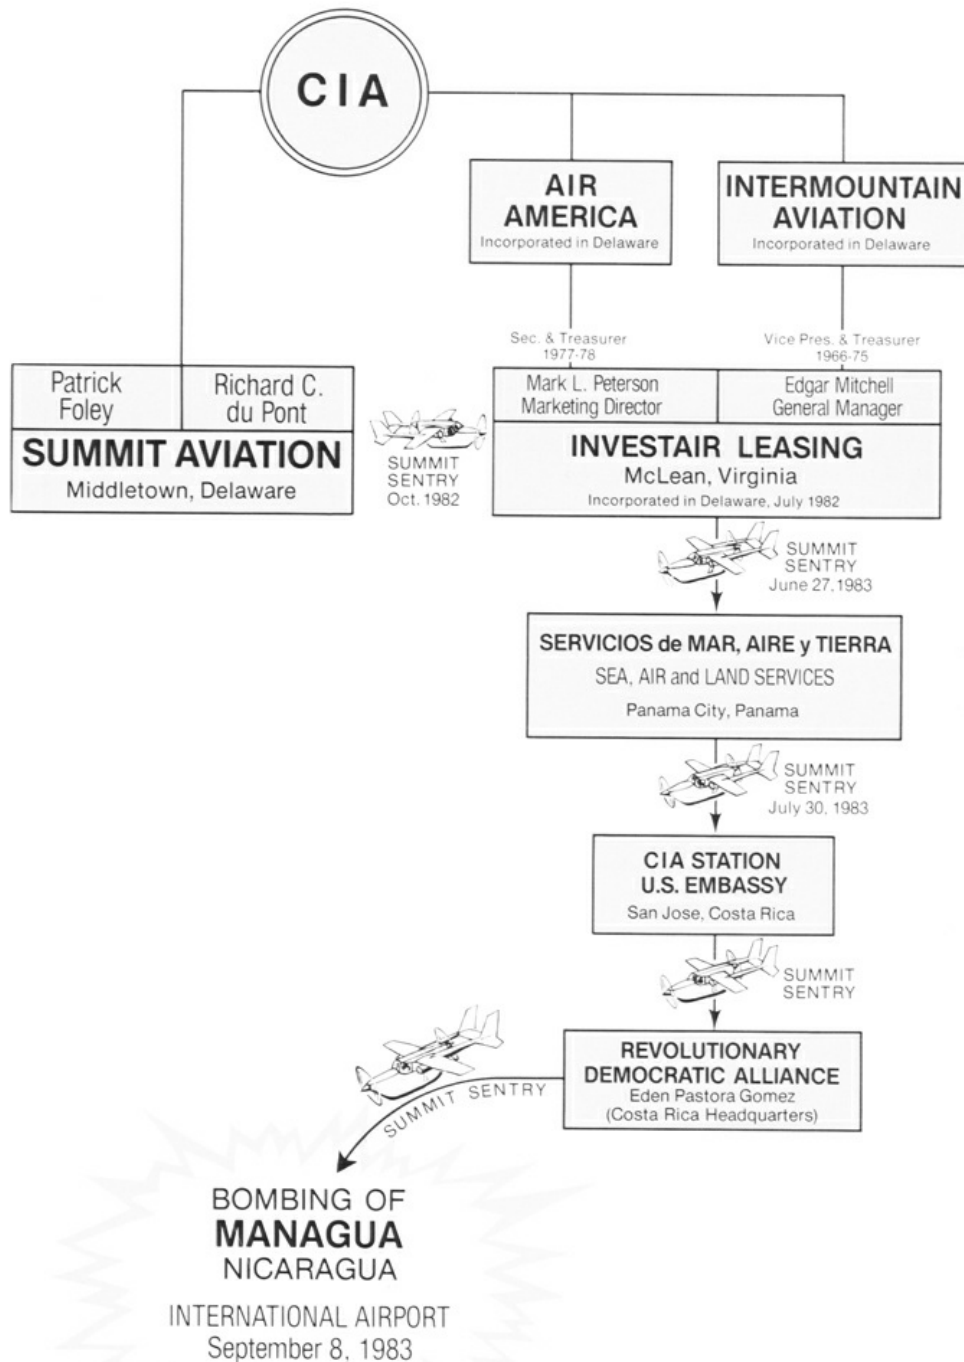 CIA
AIR
AMERICA
Incorporated in Delaware
INTERMOUNTAIN
AVIATION
Incorporated in Delaware
Sec. & Treasurer
1977-78
Vice Pres. & Treasurer
1966-75
Patrick
Foley
Richard C.
du Pont
SUMMIT AVIATION
Middletown, Delaware
SUMMIT
SENTRY
Oct. 1982
Mark L. Peterson
Marketing Director
Edgar Mitchell
General Manager
INVESTAIR LEASING
McLean, Virginia
Incorporated in Delaware, July 1982
SUMMIT
SENTRY
June 27, 1983
SERVICIOS de MAR, AIRE y TIERRA
SEA, AIR and LAND SERVICES
Panama City, Panama
SUMMIT
SENTRY
July 30, 1983
CIA STATION
U.S. EMBASSY
San Jose, Costa Rica
SUMMIT
SENTRY
REVOLUTIONARY
DEMOCRATIC ALLIANCE
Eden Pastora Gomez
(Costa Rica Headquarters)
SUMMIT SENTRY
BOMBING OF
MANAGUA
NICARAGUA
INTERNATIONAL AIRPORT
September 8, 1983